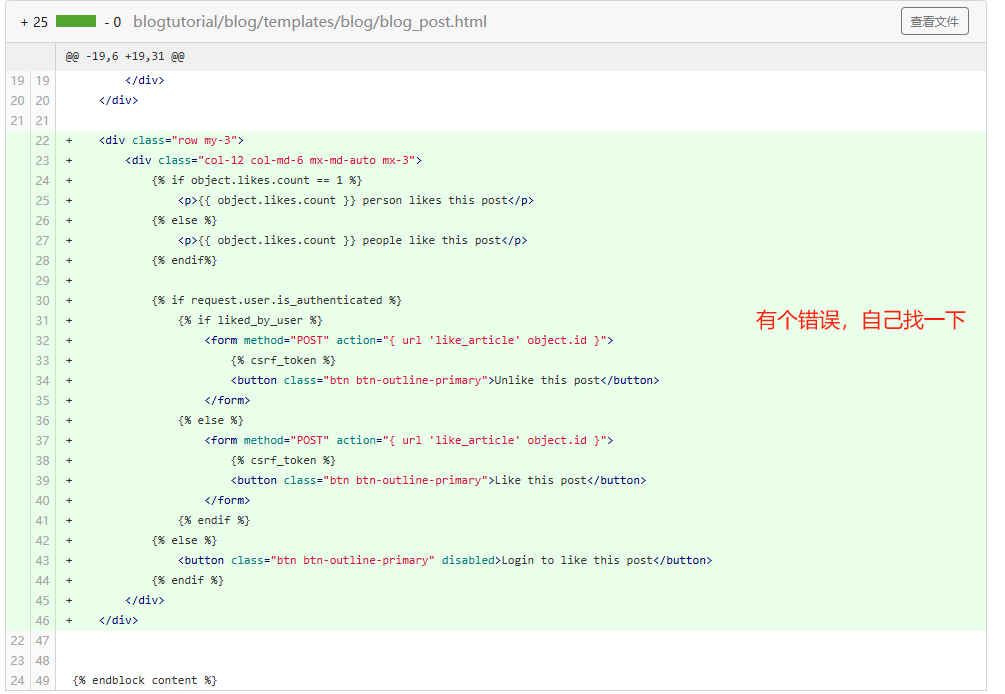 + 25 - 0 blogtutorial/blog/templates/blog/blog_post.html 查看文件
@@ -19,6 +19,31 @@
19 19 </div>
20 20 </div>
21 21
22 + <div class="row my-3">
23 + <div class="col-12 col-md-6 mx-md-auto mx-3">
24 + {% if object.likes.count == 1 %}
25 + <p>{{ object.likes.count }} person likes this post</p>
26 + {% else %}
27 + <p>{{ object.likes.count }} people like this post</p>
28 + {% endif%}
29 +
30 + {% if request.user.is_authenticated %}
31 + {% if liked_by_user %}
有个错误，自己找一下
32 + <form method="POST" action="{ url 'like_article' object.id }">
33 + {% csrf_token %}
34 + <button class="btn btn-outline-primary">Unlike this post</button>
35 + </form>
36 + {% else %}
37 + <form method="POST" action="{ url 'like_article' object.id }">
38 + {% csrf_token %}
39 + <button class="btn btn-outline-primary">Like this post</button>
40 + </form>
41 + {% endif %}
42 + {% else %}
43 + <button class="btn btn-outline-primary" disabled>Login to like this post</button>
44 + {% endif %}
45 + </div>
46 + </div>
22 47
23 48
24 49 {% endblock content %}